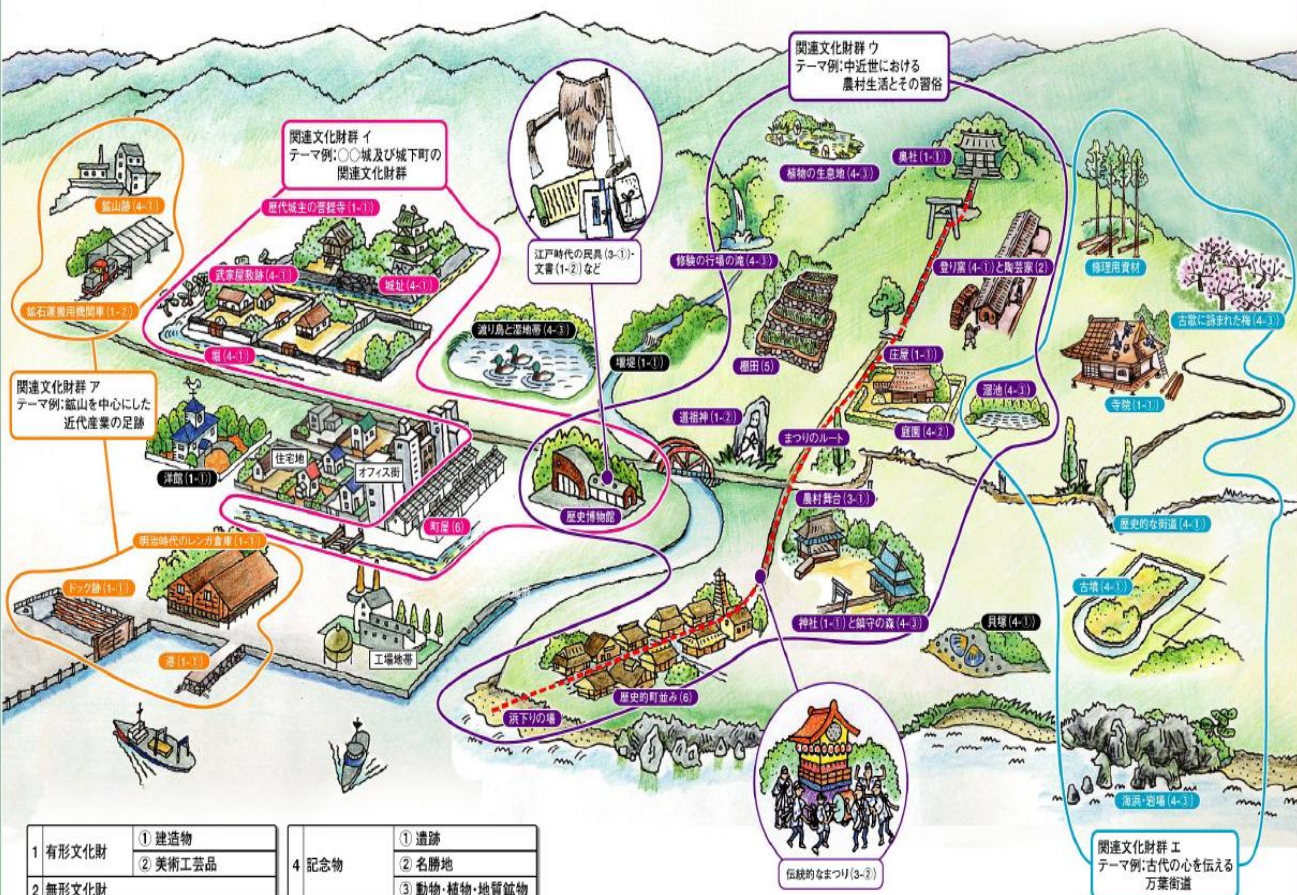 関連文化財群 ウ
テーマ例:中近世における
農村生活とその習俗
関連文化財群 イ
テーマ例:○○城及び城下町の
関連文化財群
鉱山跡(4-①)
鉱石運搬用機関車(1-②)
歴代城主の菩提寺(1-①)
武家屋敷跡(4-①)
城址(4-①)
堀(4-①)
江戸時代の民具(3-①)・
文書(1-②)など
植物の生息地(4-③)
奥社(1-①)
修験の行場の滝(4-③)
登り窯(4-①)と陶芸家(2)
修理用資材
古歌に詠まれた梅(4-③)
渡り鳥と湿地帯(4-③)
堰堤(1-①)
棚田(5)
庄屋(1-①)
溜池(4-③)
庭園(4-②)
寺院(1-①)
関連文化財群 ア
テーマ例:鉱山を中心にした
近代産業の足跡
道祖神(1-②)
まつりのルート
洋館(1-①)
住宅地
オフィス街
町屋(6)
歴史博物館
農村舞台(3-①)
歴史的な街道(4-①)
明治時代のレンガ倉庫(1-①)
ドック跡(1-①)
港(1-①)
工場地帯
古墳(4-①)
神社(1-①)と鎮守の森(4-③)
貝塚(4-①)
歴史的町並み(6)
浜下りの場
海浜・岩場(4-③)
伝統的なまつり(3-②)
関連文化財群 エ
テーマ例:古代の心を伝える
万葉街道
1 有形文化財
① 建造物
② 美術工芸品
2 無形文化財
4 記念物
① 遺跡
② 名勝地
③ 動物・植物・地質鉱物